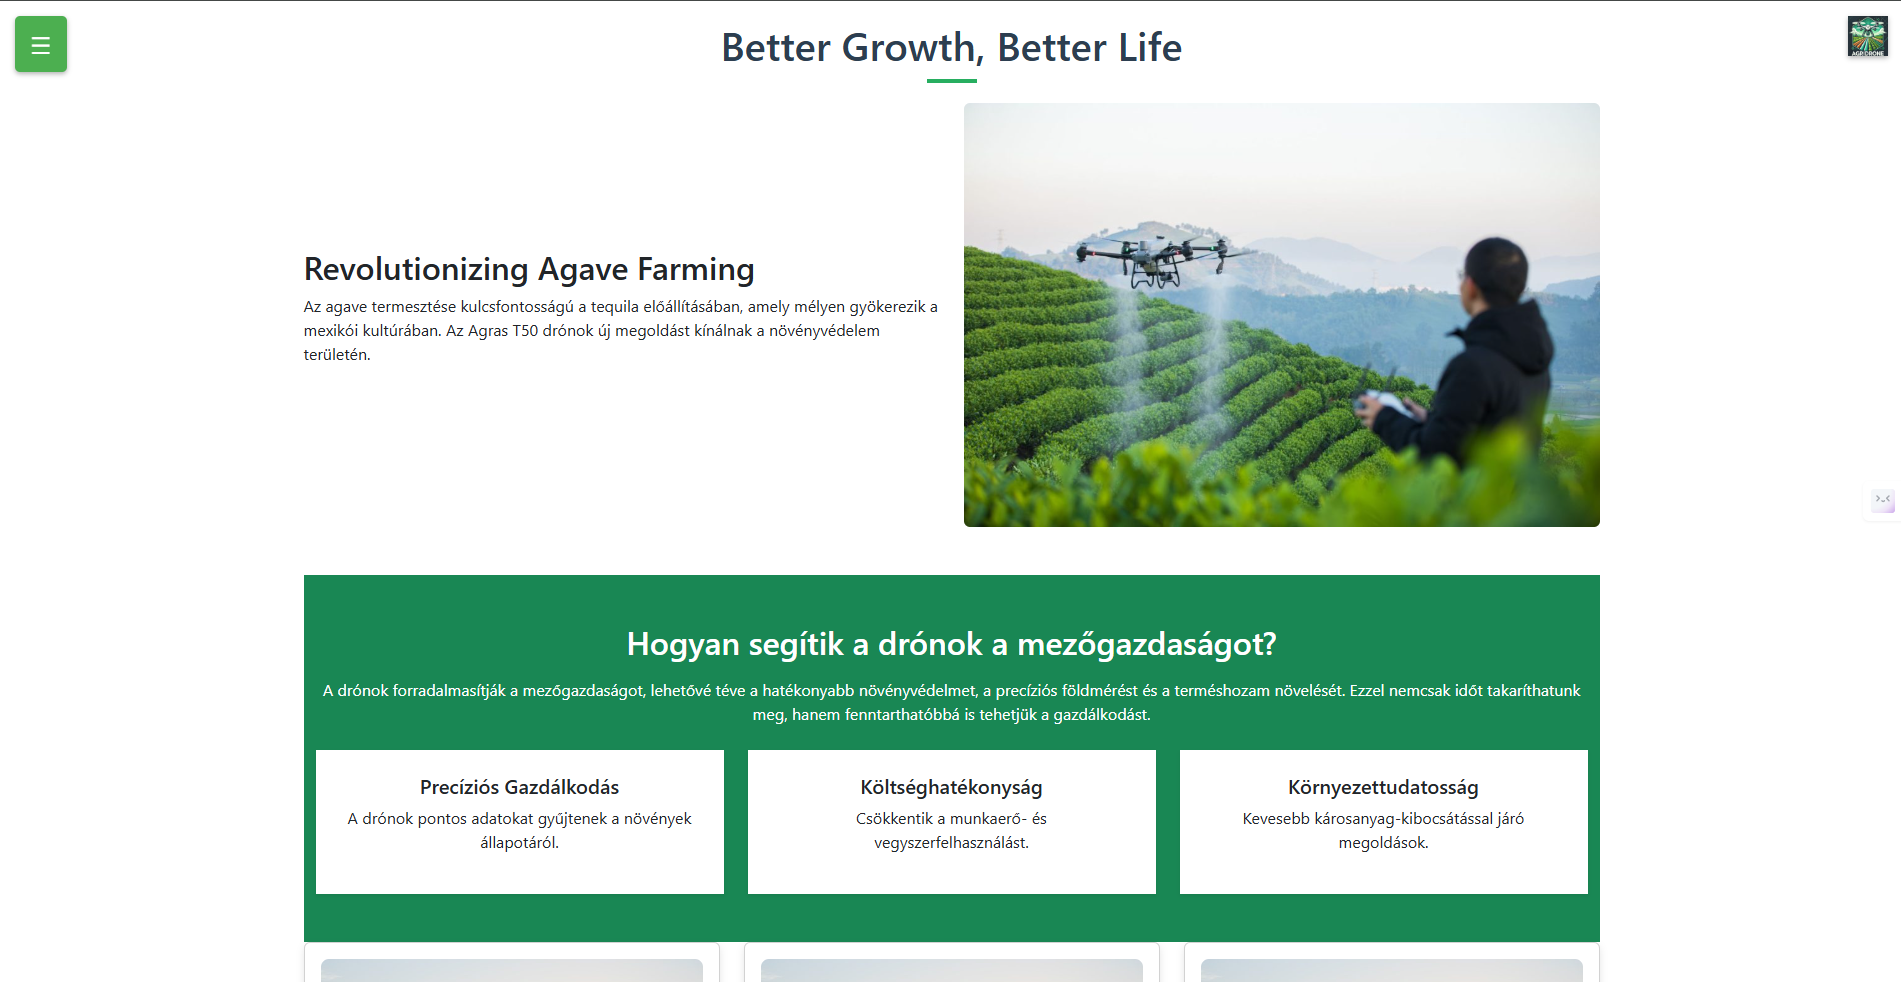 ☰
Better Growth, Better Life
AGR DRONE
Revolutionizing Agave Farming
Az agave termesztése kulcsfontosságú a tequila előállításában, amely mélyen gyökerezik a
mexikói kultúrában. Az Agras T50 drónok új megoldást kínálnak a növényvédelem
területén.
Hogyan segítik a drónok a mezőgazdaságot?
A drónok forradalmasítják a mezőgazdaságot, lehetővé téve a hatékonyabb növényvédelmet, a precíziós földmérést és a terméshozam növelését. Ezzel nemcsak időt takaríthatunk
meg, hanem fenntarthatóbbá is tehetjük a gazdálkodást.
Precíziós Gazdálkodás
A drónok pontos adatokat gyűjtenek a növények
állapotáról.
Költséghatékonyság
Csökkentik a munkaerő- és
vegyszerfelhasználást.
Környezettudatosság
Kevesebb károsanyag-kibocsátással járó
megoldások.